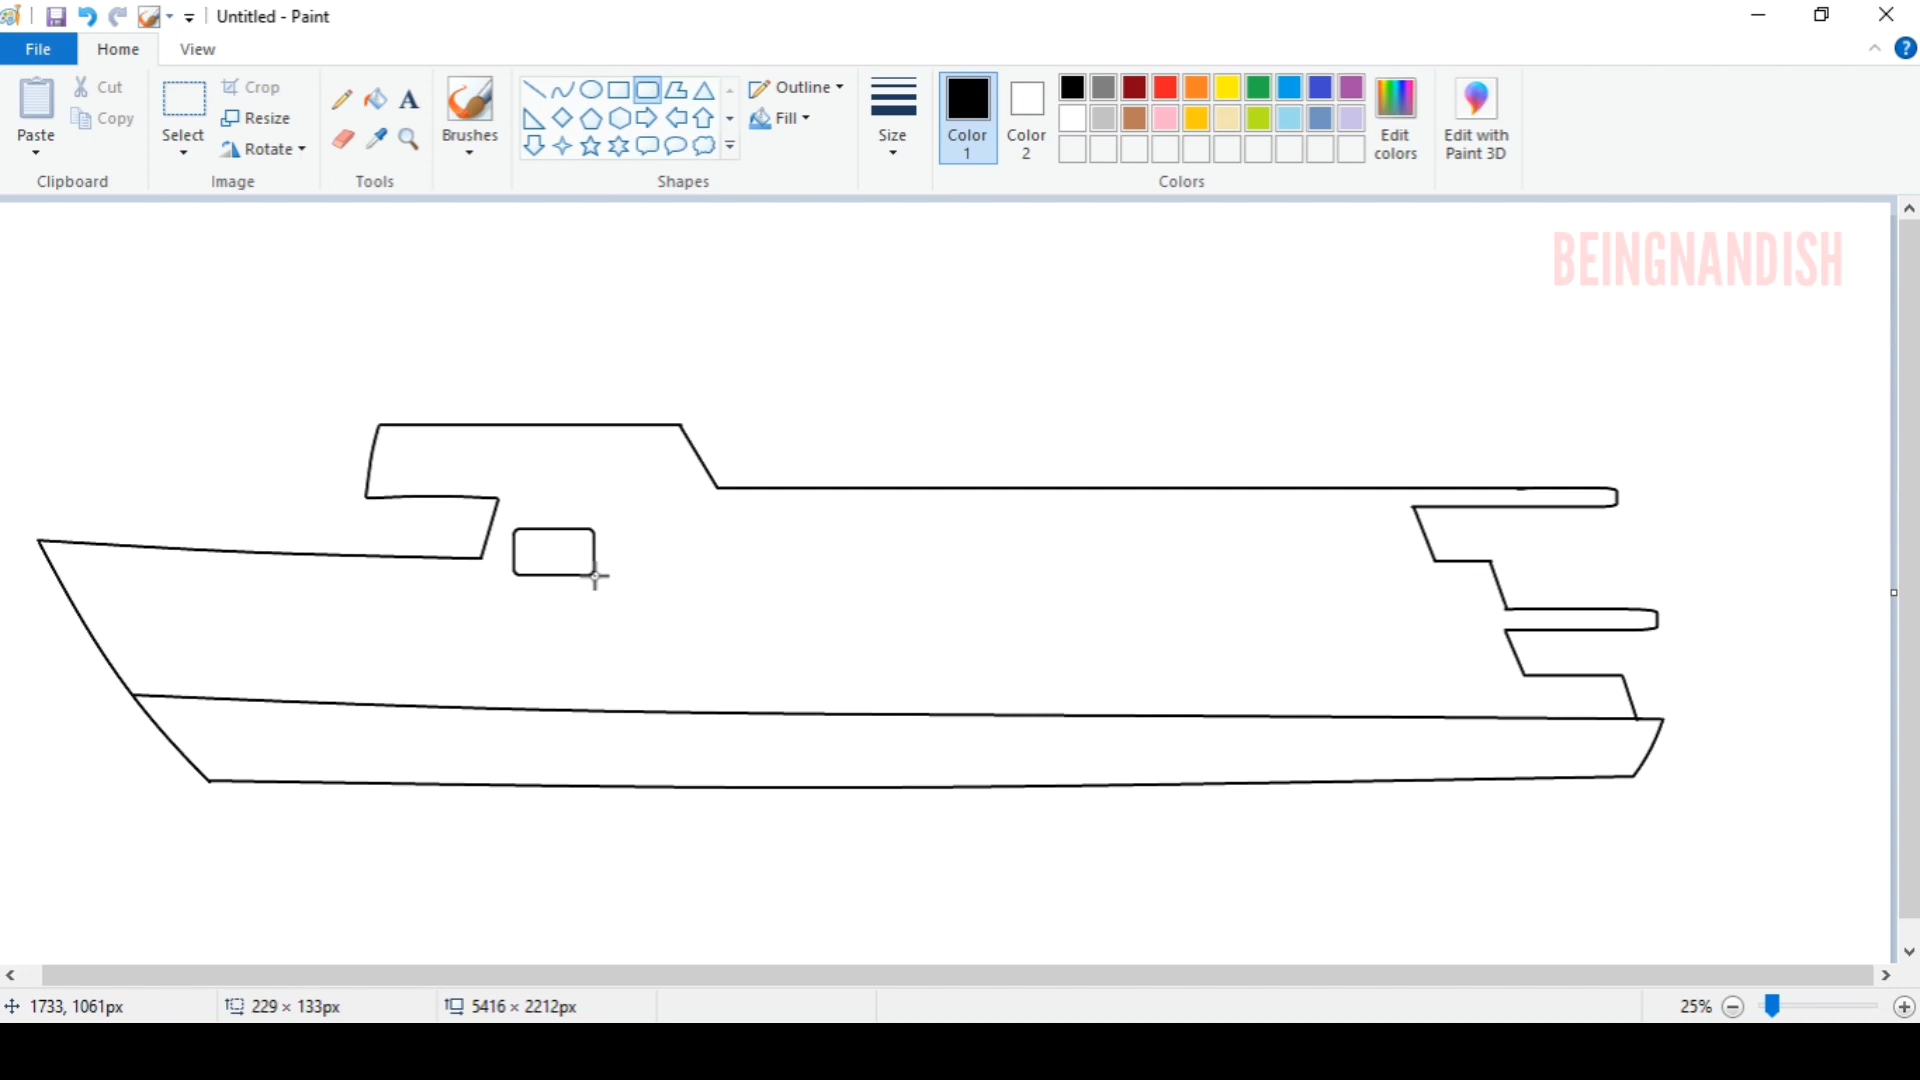 Untitled - Paint
File Home View
Paste
Cut
Copy
Clipboard
Select
Crop
Resize
Rotate
Image
Tools
Brushes
Shapes
Outline
Fill
Size
Color 1
Color 2
Edit colors
Colors
Edit with Paint 3D
BEINGNANDISH
1733, 1061px 229 × 133px 5416 × 2212px 25%